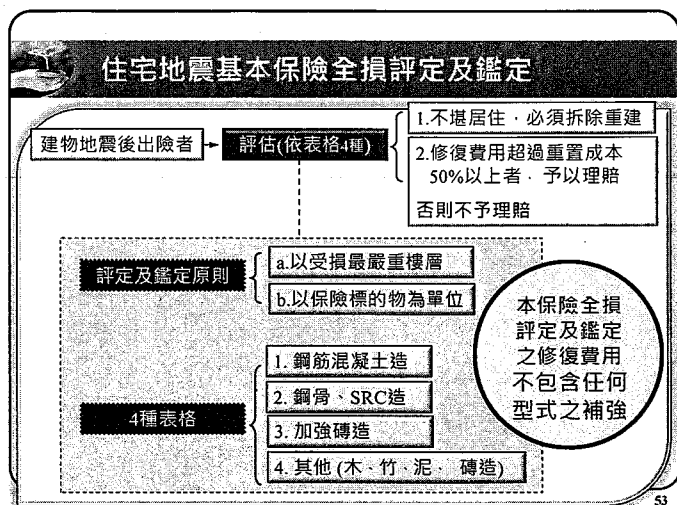 住宅地震基本保險全損評定及鑑定
建物地震後出險者
評估(依表格4種)
1.不堪居住，必須拆除重建
2.修復費用超過重置成本
50%以上者，予以理賠
否則不予理賠
評定及鑑定原則
a.以受損最嚴重樓層
b.以保險標的物為單位
4種表格
1. 鋼筋混凝土造
2. 鋼骨、SRC造
3. 加強磚造
4. 其他 (木、竹、泥、 磚造)
本保險全損
評定及鑑定
之修復費用
不包含任何
型式之補強
53